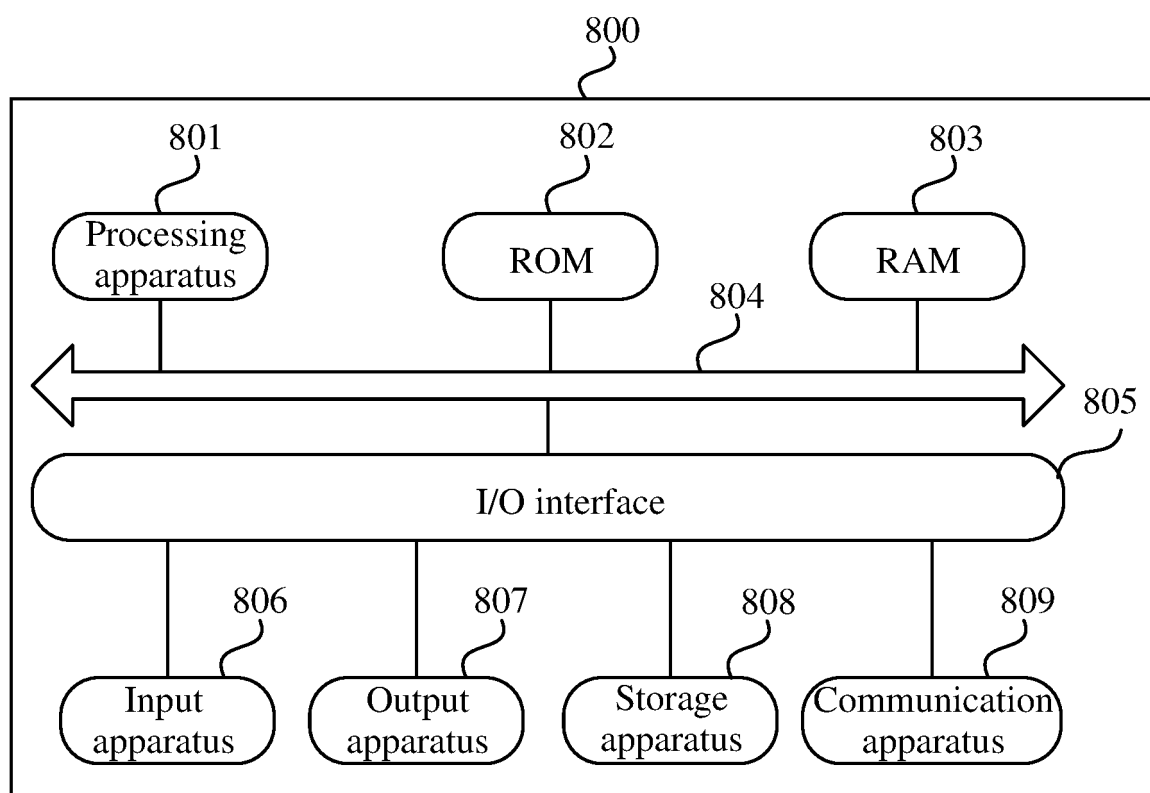 800
801
802
803
Processing
apparatus
ROM
RAM
804
805
I/O interface
806
807
808
809
Input
apparatus
Output
apparatus
Storage
apparatus
Communication
apparatus